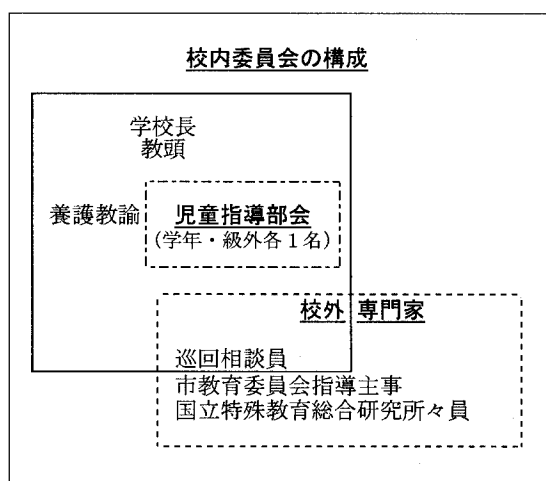 校内委員会の構成
学校長
教頭
養護教諭
児童指導部会
(学年・級外各1名)
校外 専門家
巡回相談員
市教育委員会指導主事
国立特殊教育総合研究所々員